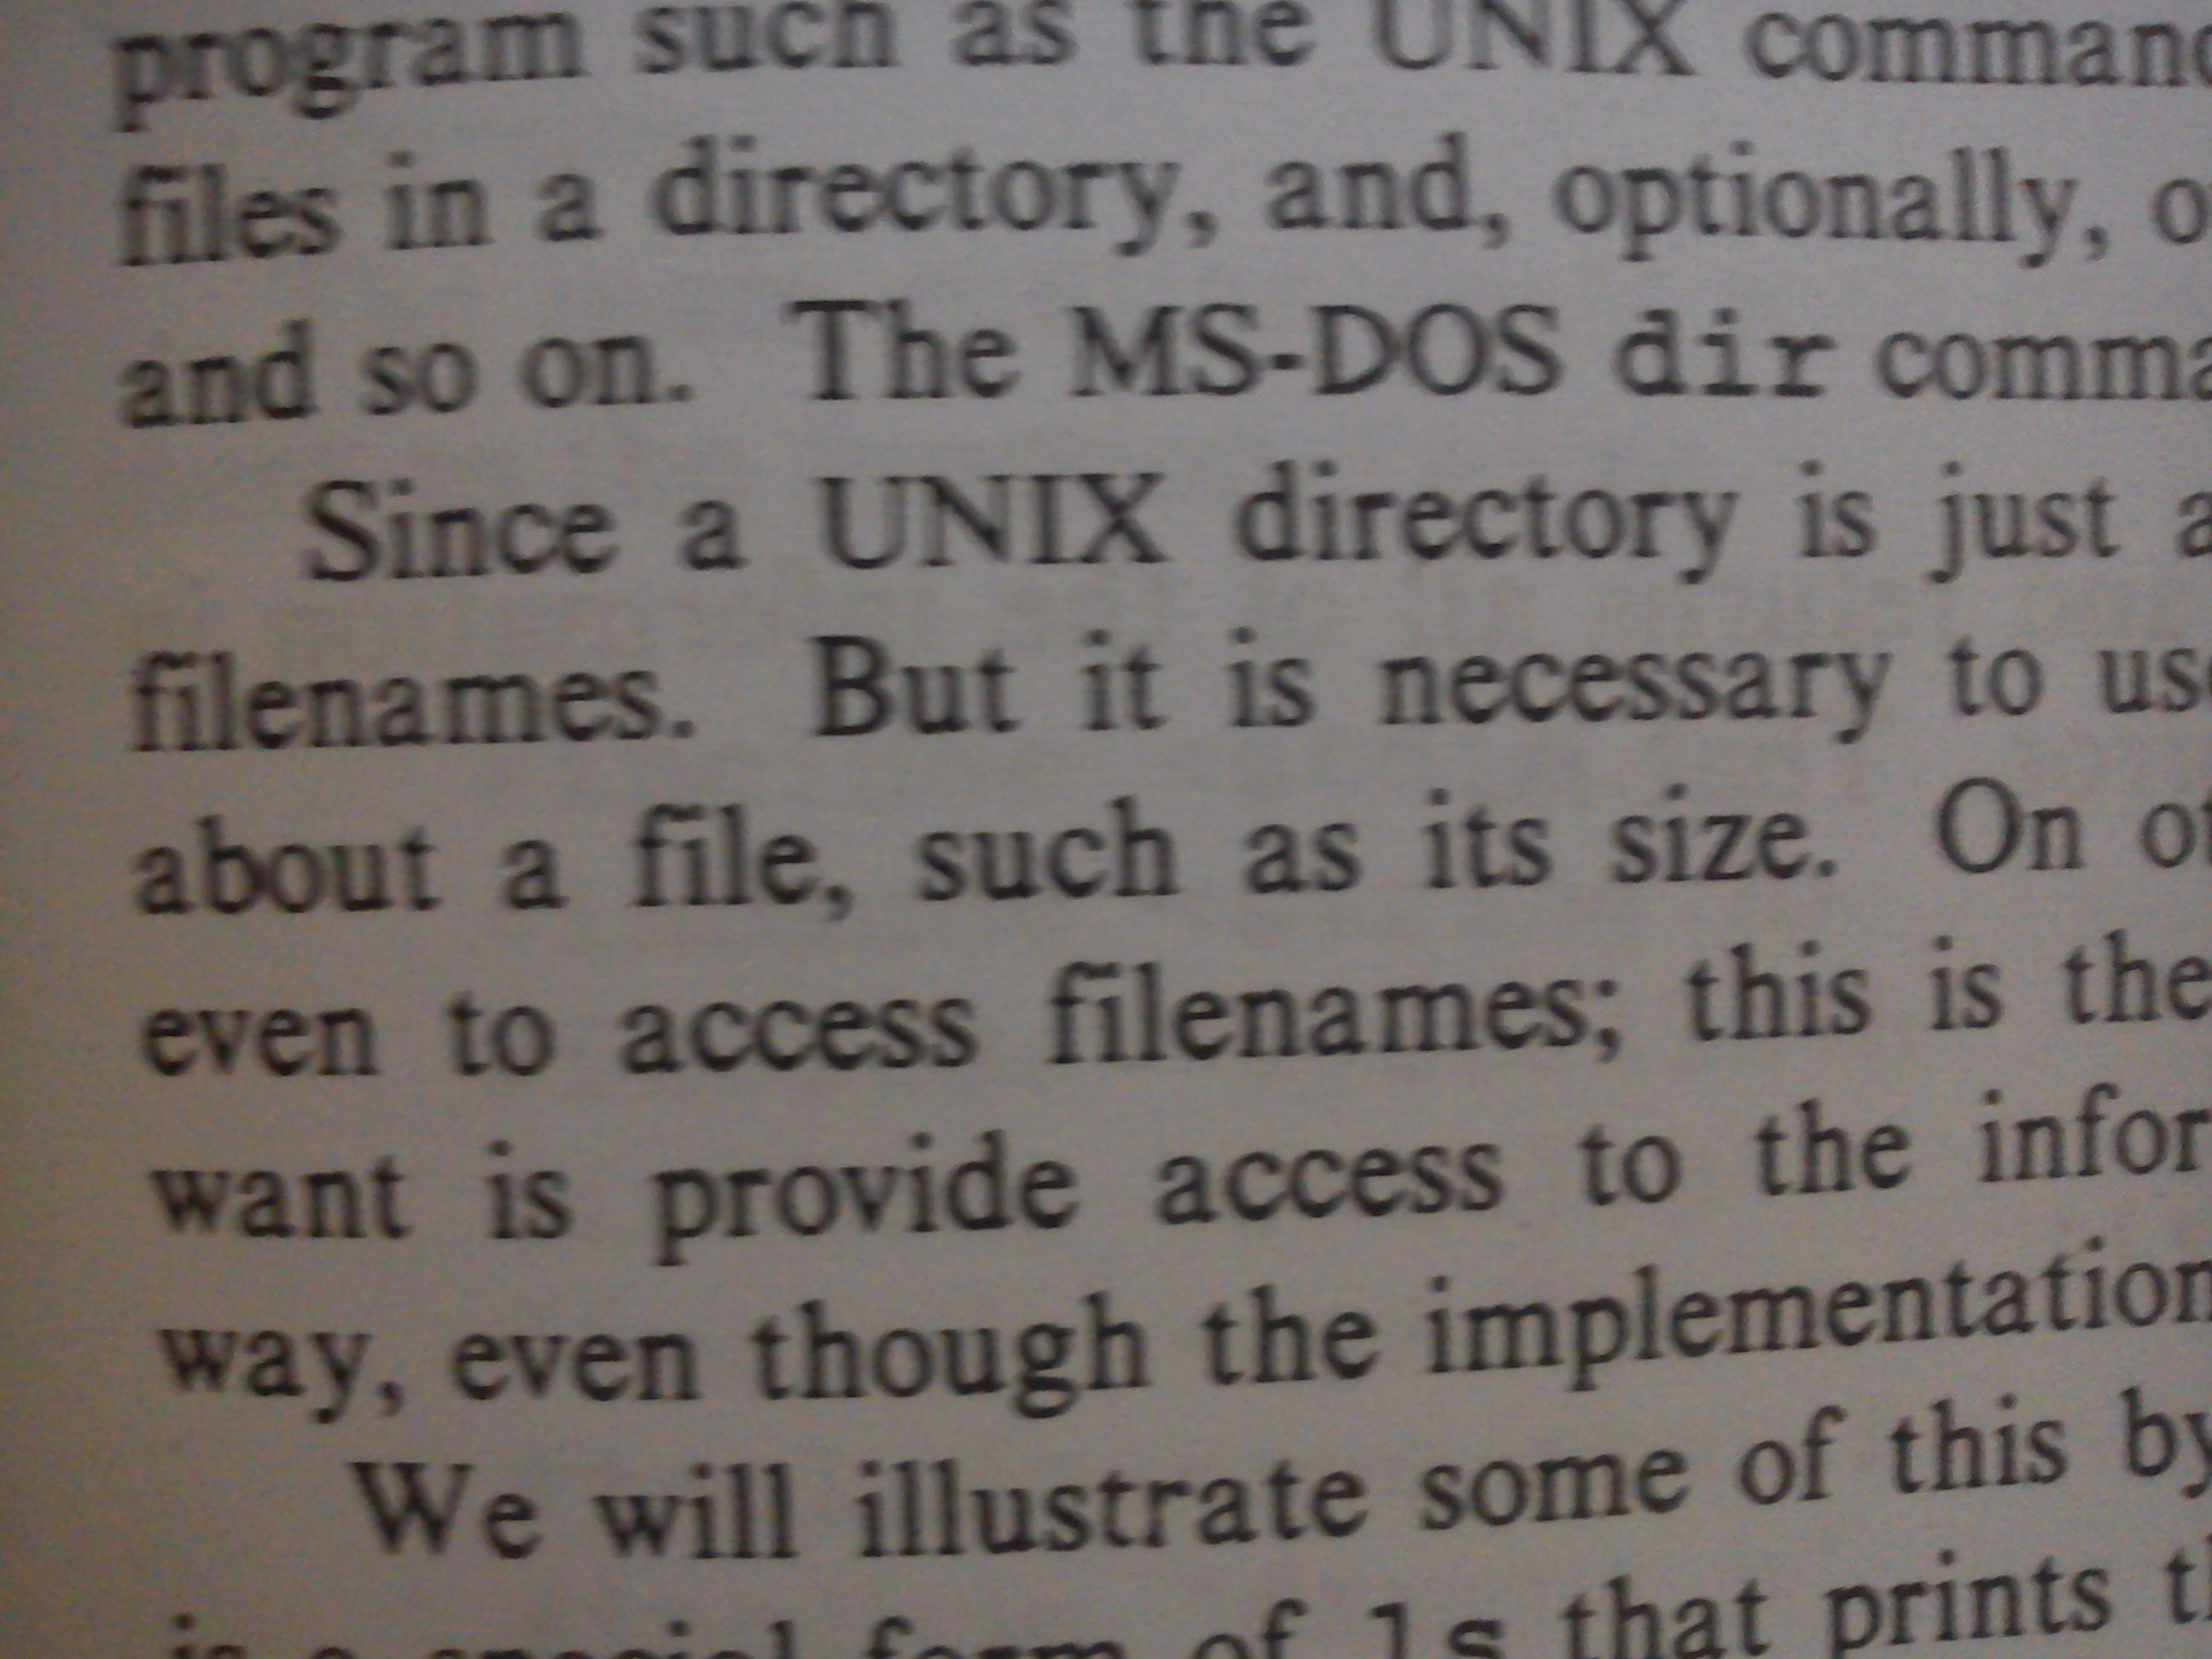 program such as the UNIX command
files in a directory, and, optionally, o
and so on. The MS-DOS dir comma
Since a UNIX directory is just a
filenames. But it is necessary to use
about a file, such as its size. On ot
even to access filenames; this is the
want is provide access to the infor
way, even though the implementation
We will illustrate some of this by
is a special form of ls that prints th